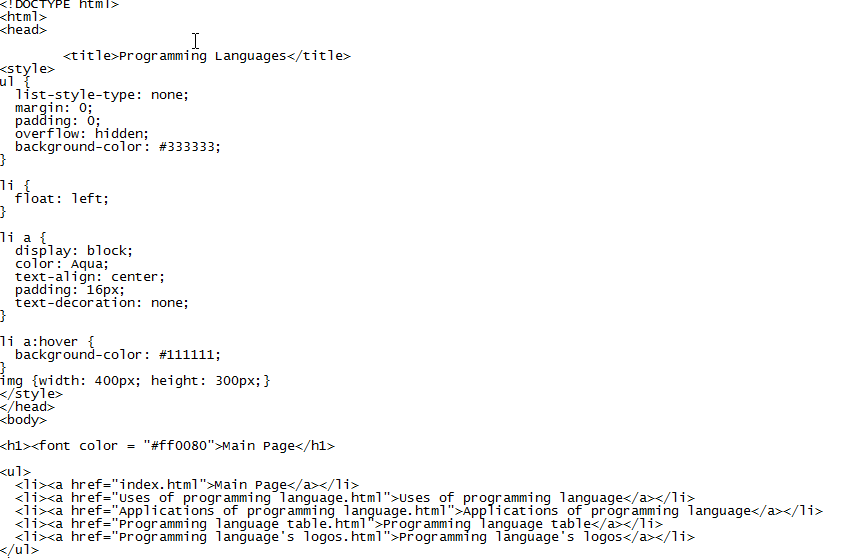 <!DOCTYPE html>
<html>
<head>
<title>Programming Languages</title>
<style>
ul {
list-style-type: none;
margin: 0;
padding: 0;
overflow: hidden;
background-color: #333333;
}
li {
float: left;
}
li a {
display: block;
color: Aqua;
text-align: center;
padding: 16px;
text-decoration: none;
}
li a:hover {
background-color: #111111;
}
img {width: 400px; height: 300px;}
</style>
</head>
<body>
<h1><font color = "#ff0080">Main Page</h1>
<ul>
<li><a href="index.html">Main Page</a></li>
<li><a href="Uses of programming language.html">Uses of programming language</a></li>
<li><a href="Applications of programming language.html">Applications of programming language</a></li>
<li><a href="Programming language table.html">Programming language table</a></li>
<li><a href="Programming language's logos.html">Programming language's logos</a></li>
</ul>